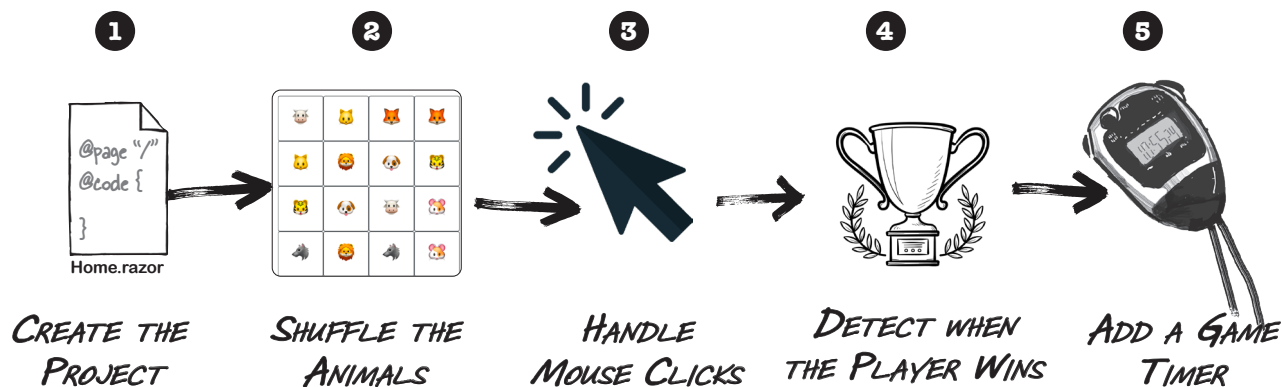 1
2
3
4
5
@page "/"
@code {
}
Home.razor
CREATE THE
PROJECT
SHUFFLE THE
ANIMALS
HANDLE
MOUSE CLICKS
DETECT WHEN
THE PLAYER WINS
ADD A GAME
TIMER